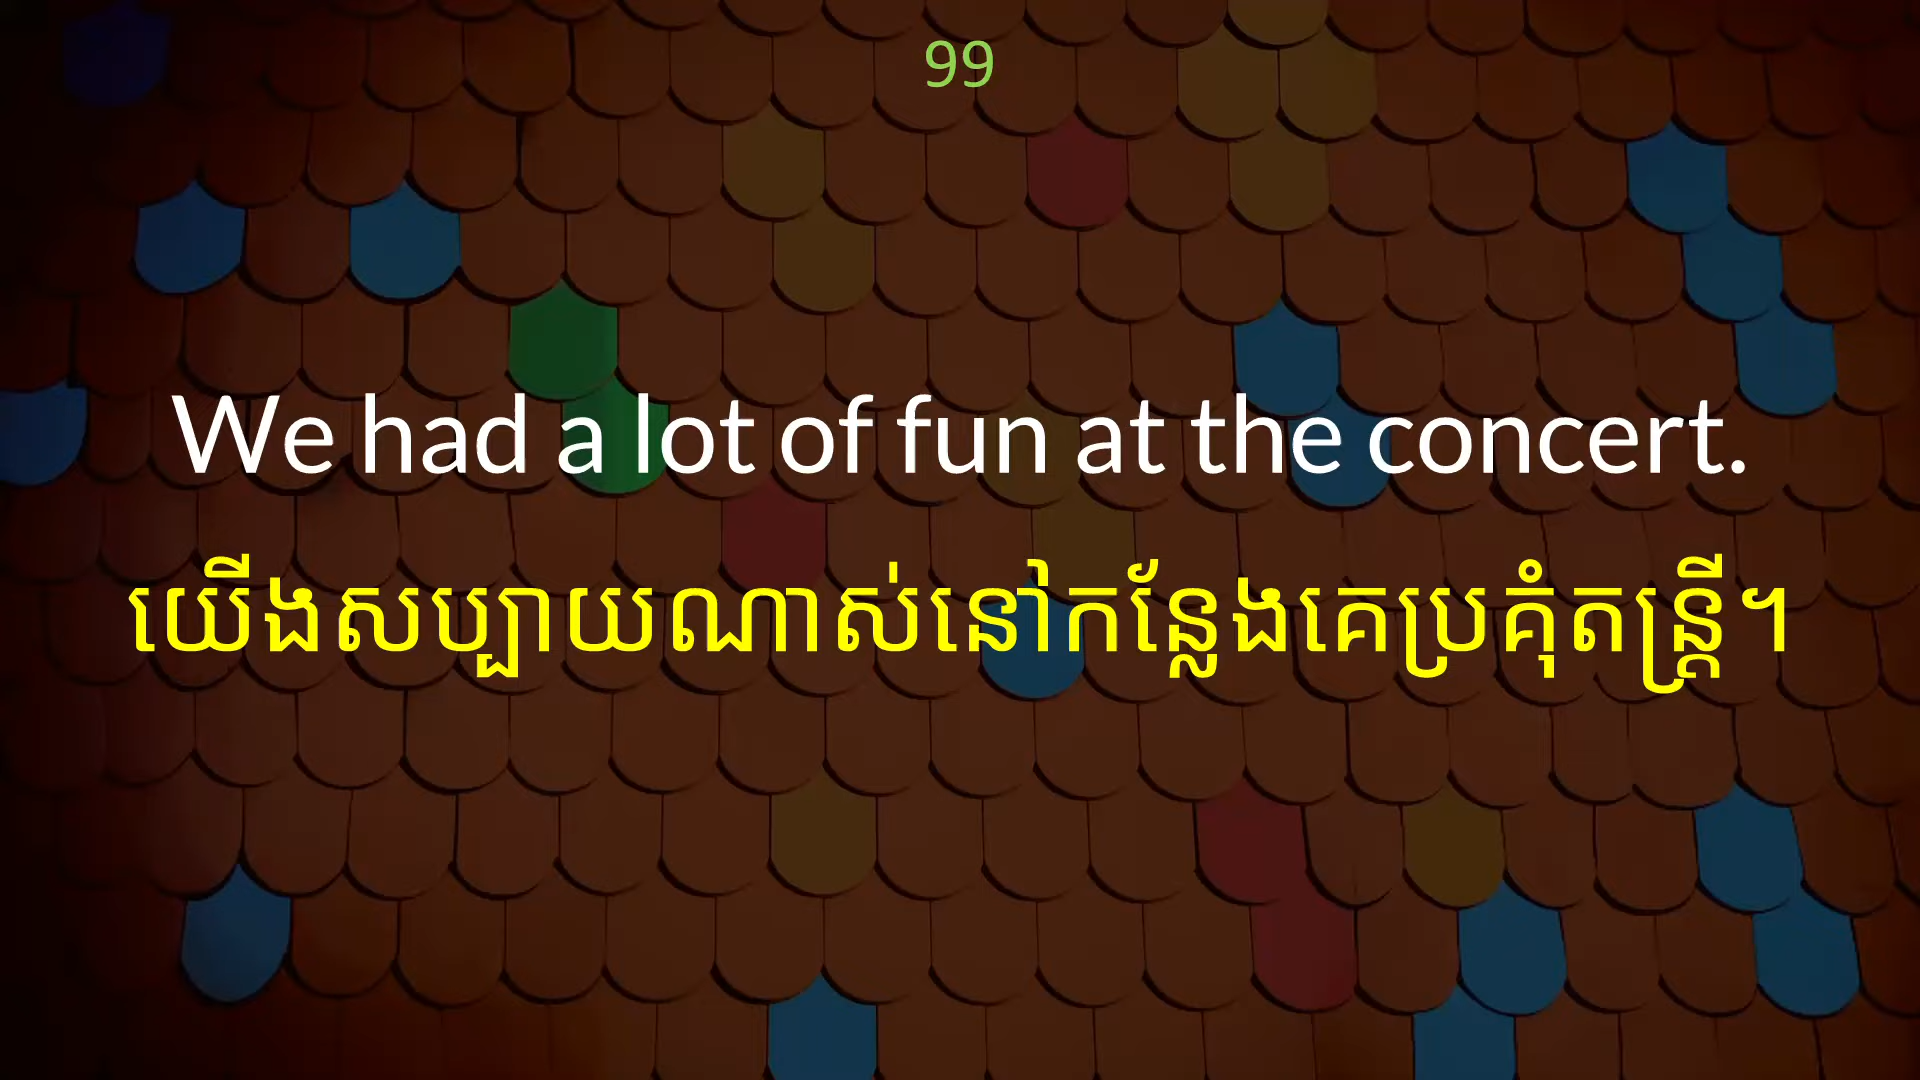 99
We had a lot of fun at the concert.
យើងសប្បាយណាស់នៅកន្លែងគេប្រគុំតន្ត្រី។